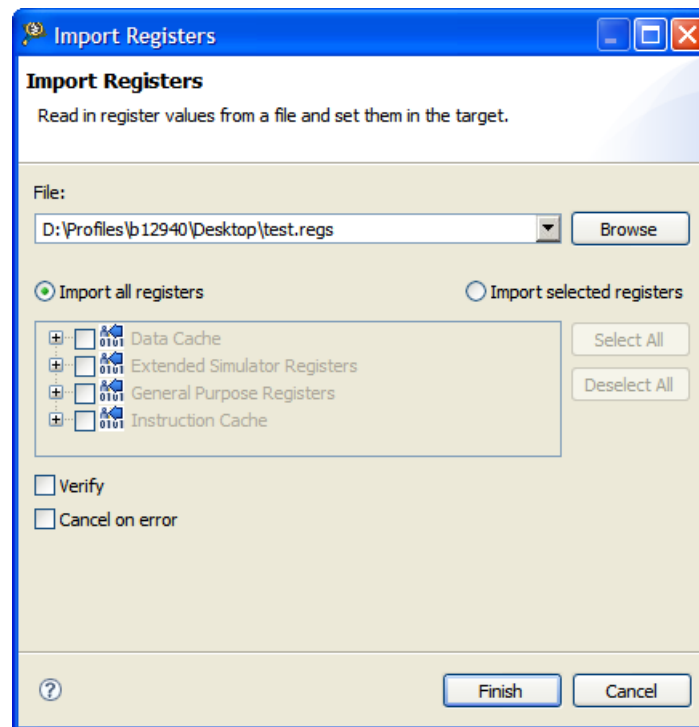 Import Registers
Import Registers
Read in register values from a file and set them in the target.
File:
D:\Profiles\b12940\Desktop\test.regs
Browse
Import all registers
Import selected registers
Data Cache
Select All
Extended Simulator Registers
General Purpose Registers
Deselect All
Instruction Cache
Verify
Cancel on error
Finish
Cancel